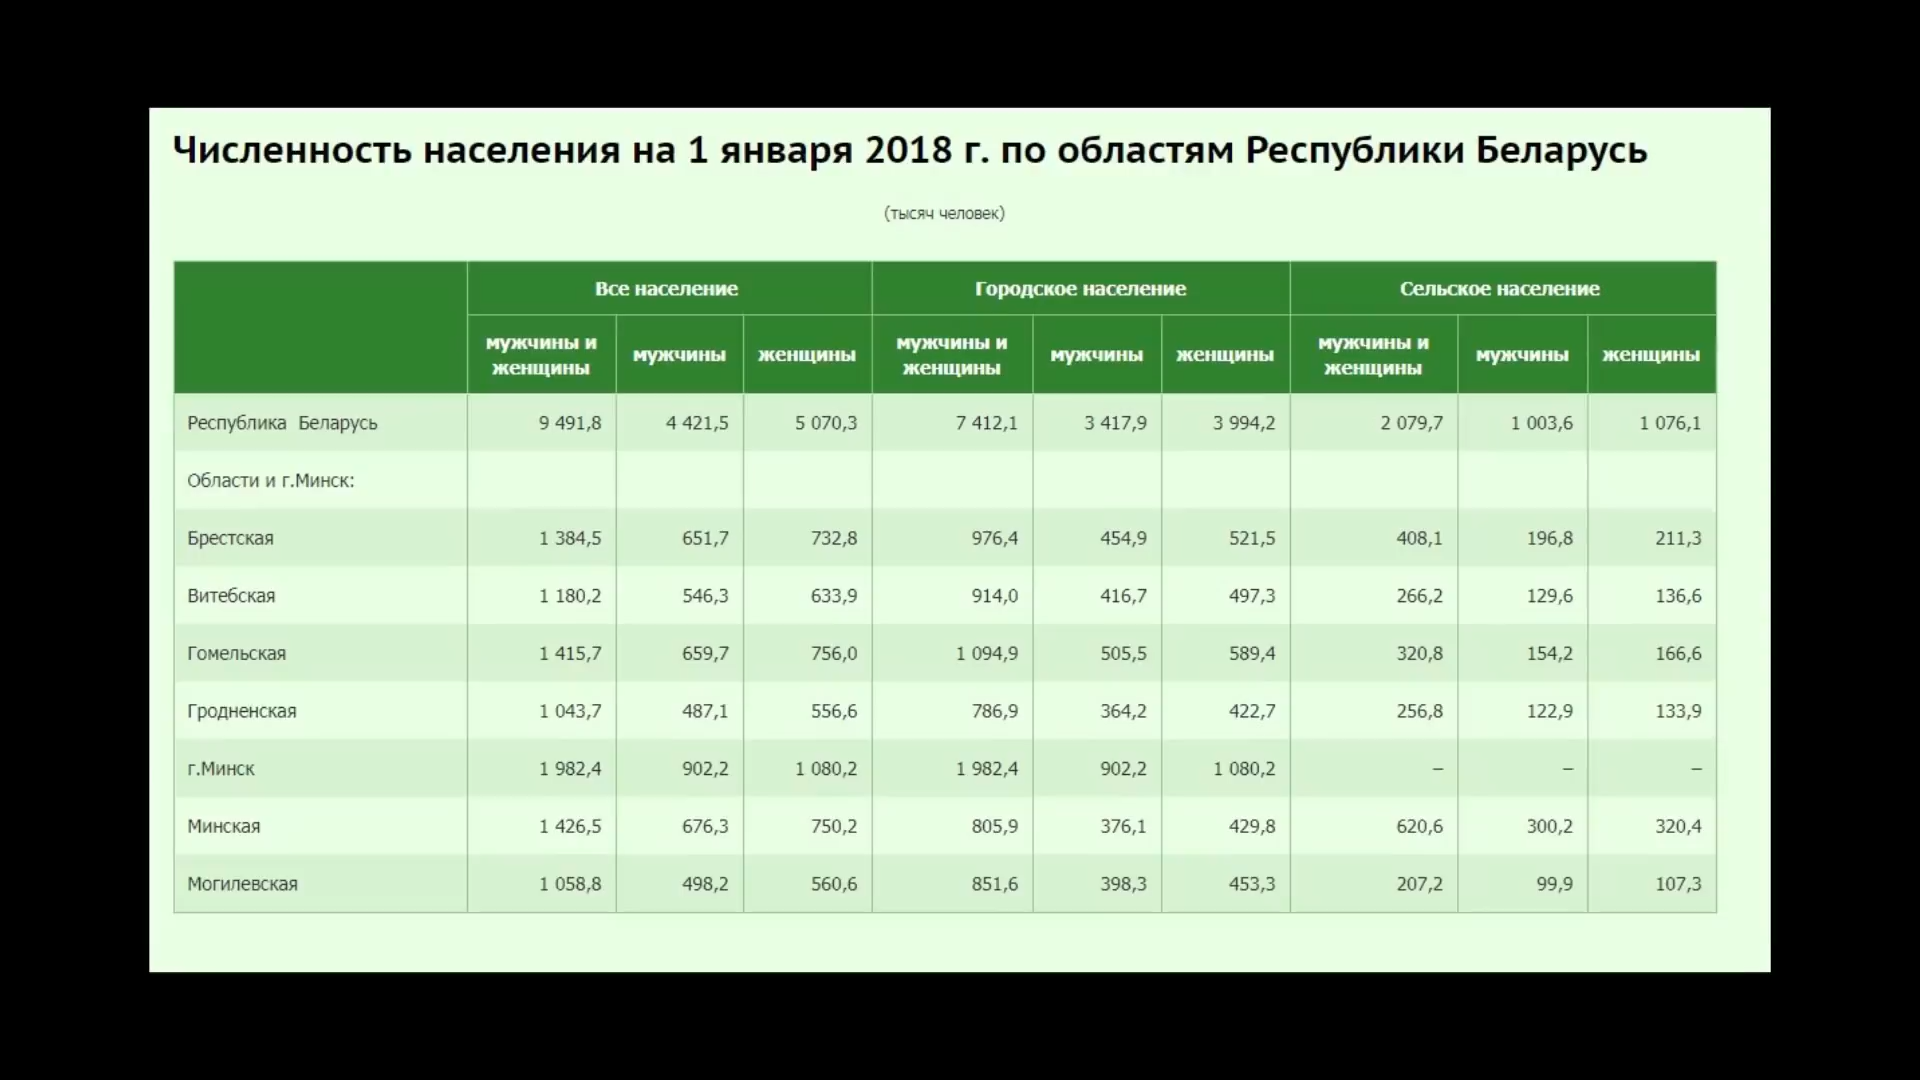 Численность населения на 1 января 2018 г. по областям Республики Беларусь
(тысяч человек)
Все население Городское население Сельское население
мужчины и женщины мужчины женщины мужчины и женщины мужчины женщины мужчины и женщины мужчины женщины
Республика Беларусь 9 491,8 4 421,5 5 070,3 7 412,1 3 417,9 3 994,2 2 079,7 1 003,6 1 076,1
Области и г.Минск:
Брестская 1 384,5 651,7 732,8 976,4 454,9 521,5 408,1 196,8 211,3
Витебская 1 180,2 546,3 633,9 914,0 416,7 497,3 266,2 129,6 136,6
Гомельская 1 415,7 659,7 756,0 1 094,9 505,5 589,4 320,8 154,2 166,6
Гродненская 1 043,7 487,1 556,6 786,9 364,2 422,7 256,8 122,9 133,9
г.Минск 1 982,4 902,2 1 080,2 1 982,4 902,2 1 080,2 – – –
Минская 1 426,5 676,3 750,2 805,9 376,1 429,8 620,6 300,2 320,4
Могилевская 1 058,8 498,2 560,6 851,6 398,3 453,3 207,2 99,9 107,3